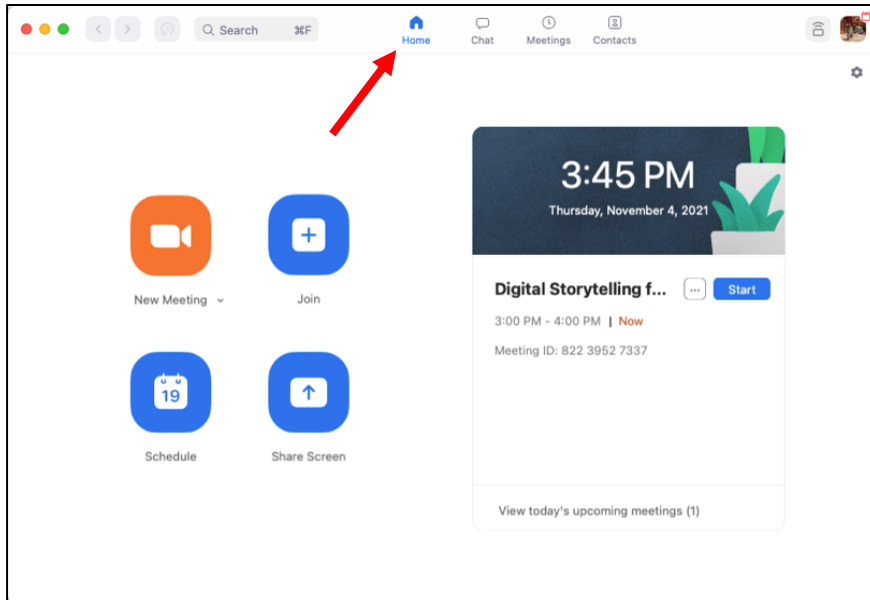 Search ⌘F
Home
Chat
Meetings
Contacts
3:45 PM
Thursday, November 4, 2021
New Meeting
Join
Digital Storytelling f... ... Start
3:00 PM - 4:00 PM | Now
Meeting ID: 822 3952 7337
19
Schedule
Share Screen
View today's upcoming meetings (1)